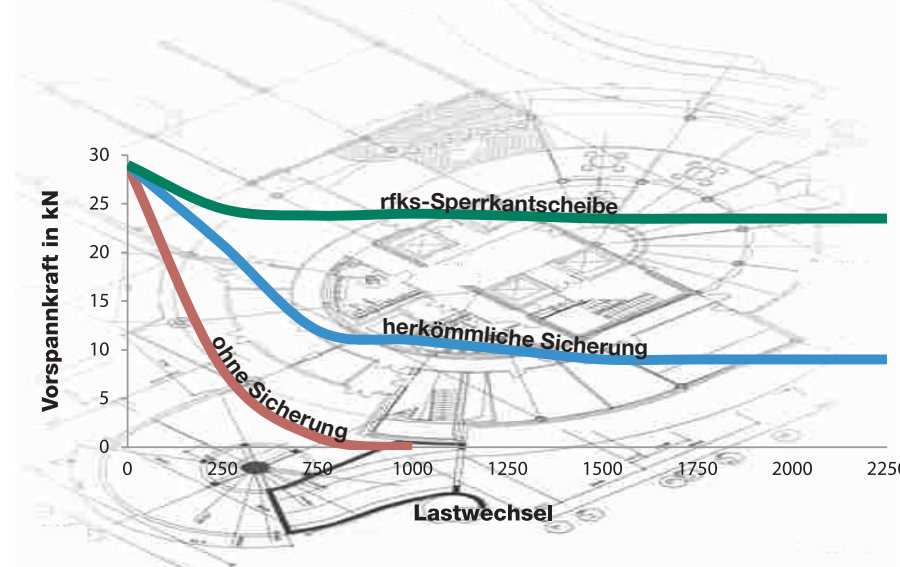 30
25
20
15
10
5
0
Vorspannkraft in kN
rfks-Sperrkantscheibe
herkömmliche Sicherung
ohne Sicherung
0 250 750 1000 1250 1500 1750 2000 2250
Lastwechsel